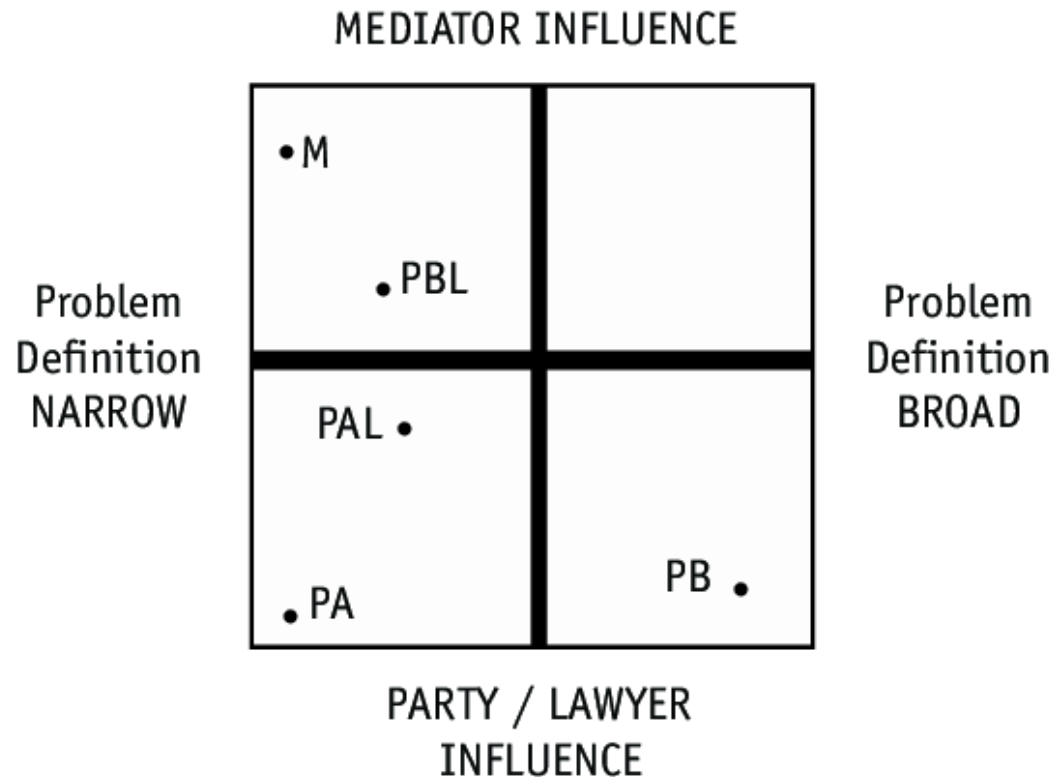 MEDIATOR INFLUENCE
M
PBL
Problem
Definition
NARROW
Problem
Definition
BROAD
PAL
PB
PA
PARTY / LAWYER
INFLUENCE